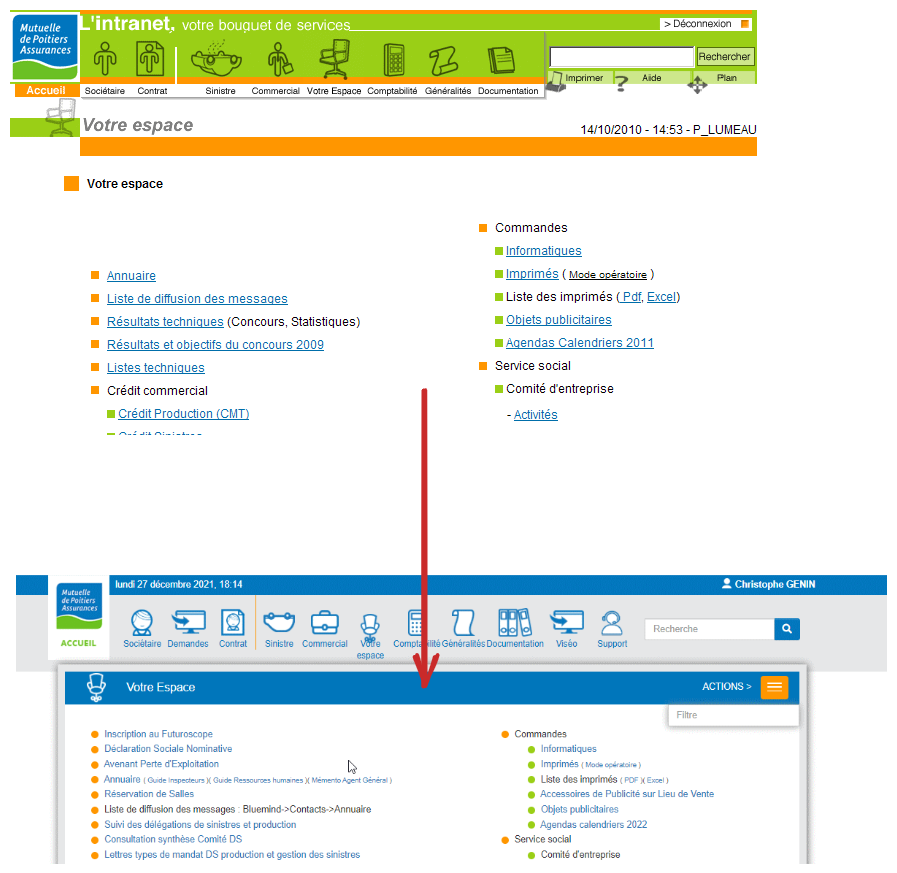 Mutuelle
de Poitiers
Assurances
L'intranet, votre bouquet de services
> Déconnexion
Rechercher
Imprimer Aide Plan
Accueil Sociétaire Contrat Sinistre Commercial Votre Espace Comptabilité Généralités Documentation
Votre espace
14/10/2010 - 14:53 - P_LUMEAU
Votre espace
Annuaire
Liste de diffusion des messages
Résultats techniques (Concours, Statistiques)
Résultats et objectifs du concours 2009
Listes techniques
Crédit commercial
Crédit Production (CMT)
Crédit Sinistres
Commandes
Informatiques
Imprimés ( Mode opératoire )
Liste des imprimés ( Pdf, Excel)
Objets publicitaires
Agendas Calendriers 2011
Service social
Comité d'entreprise
- Activités
lundi 27 décembre 2021, 18:14
Christophe GENIN
Mutuelle
de Poitiers
Assurances
ACCUEIL
Sociétaire Demandes Contrat Sinistre Commercial Votre espace Comptabilité Généralités Documentation Viséo Support
Recherche
Votre Espace
ACTIONS >
Filtre
Inscription au Futuroscope
Déclaration Sociale Nominative
Avenant Perte d'Exploitation
Annuaire ( Guide Inspecteurs )( Guide Ressources humaines )( Mémento Agent Général )
Réservation de Salles
Liste de diffusion des messages : Bluemind->Contacts->Annuaire
Suivi des délégations de sinistres et production
Consultation synthèse Comité DS
Lettres types de mandat DS production et gestion des sinistres
Commandes
Informatiques
Imprimés ( Mode opératoire )
Liste des imprimés ( PDF )( Excel )
Accessoires de Publicité sur Lieu de Vente
Objets publicitaires
Agendas calendriers 2022
Service social
Comité d'entreprise